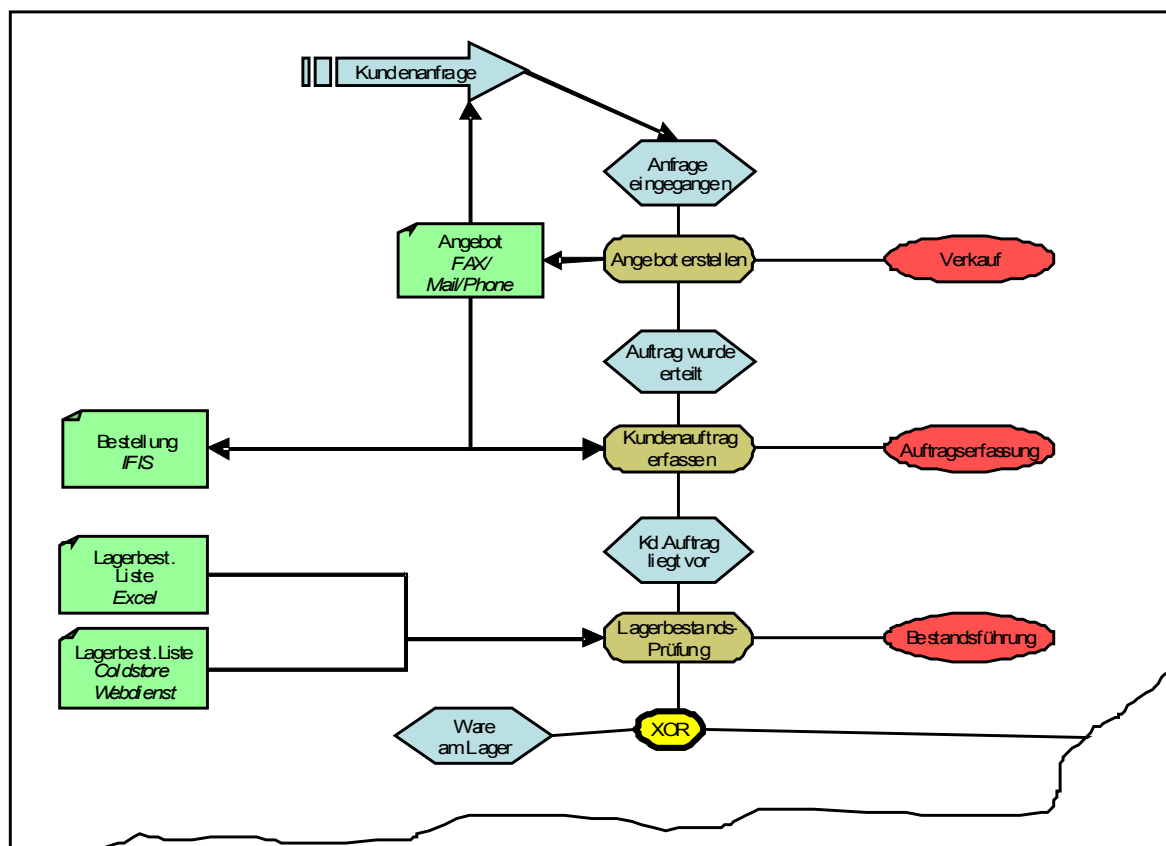 Kundenanfrage
Anfrage
eingegangen
Angebot
FAX/
Mail/Phone
Angebot erstellen
Verkauf
Auftrag wurde
erteilt
Bestellung
IFIS
Kundenauftrag
erfassen
Auftragserfassung
Lagerbest.
Liste
Excel
Kd.Auftrag
liegt vor
Lagerbest.Liste
Coldstore
Webdienst
Lagerbestands-
Prüfung
Bestandsführung
Ware
am Lager
XOR